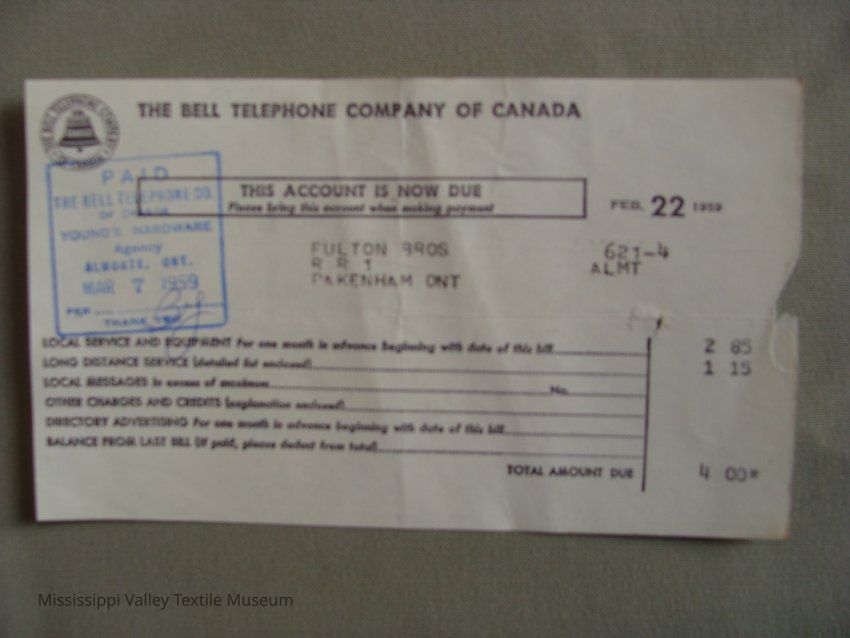 THE BELL TELEPHONE COMPANY OF CANADA
THE BELL TELEPHONE COMPANY OF CANADA
PAID
THE BELL TELEPHONE CO.
OF CANADA
YOUNG'S HARDWARE
Agency
ALMONTE, ONT.
MAR 7 1959
PER
THANK YOU
THIS ACCOUNT IS NOW DUE
Please bring this account when making payment
FEB. 22 1959
FULTON BROS 621-4
R R 1 ALMT
PAKENHAM ONT
LOCAL SERVICE AND EQUIPMENT For one month in advance beginning with date of this bill 2 85
LONG DISTANCE SERVICE (detailed list enclosed) 1 15
LOCAL MESSAGES in excess of maximum No.
OTHER CHARGES AND CREDITS (explanation enclosed)
DIRECTORY ADVERTISING For one month in advance beginning with date of this bill
BALANCE FROM LAST BILL (if paid, please deduct from total)
TOTAL AMOUNT DUE 4 00*
Mississippi Valley Textile Museum